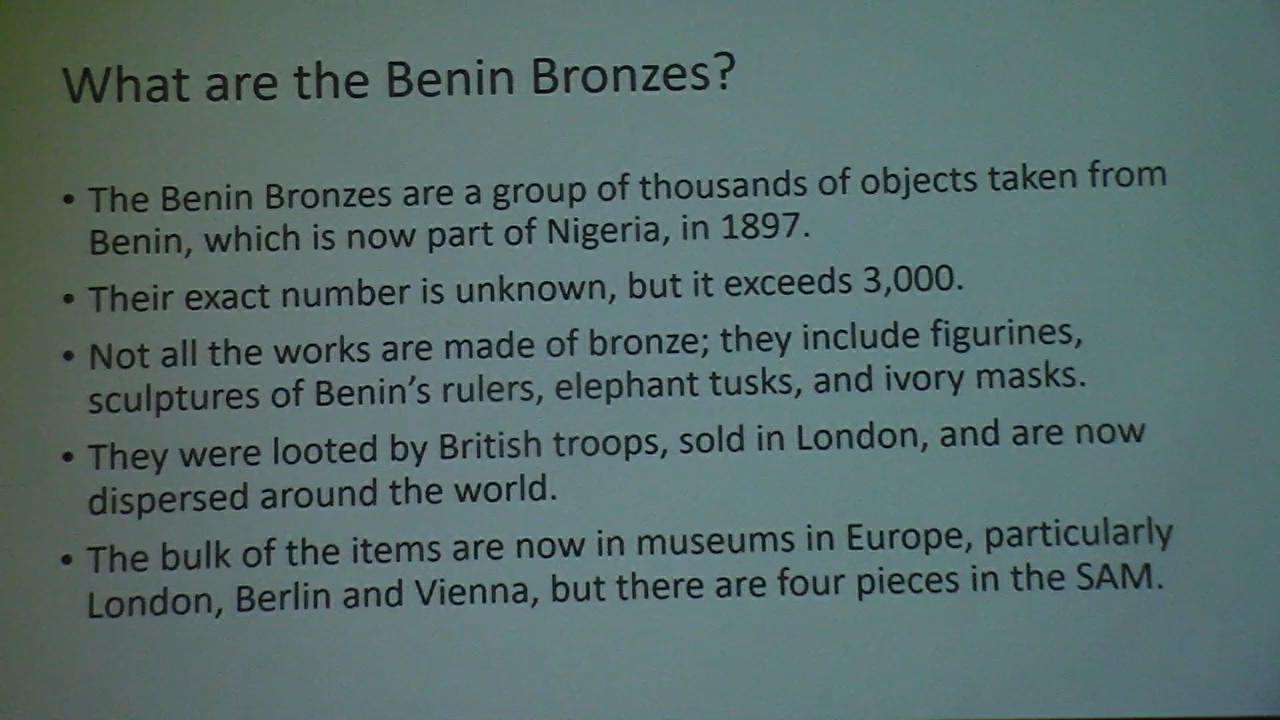 What are the Benin Bronzes?
• The Benin Bronzes are a group of thousands of objects taken from
Benin, which is now part of Nigeria, in 1897.
• Their exact number is unknown, but it exceeds 3,000.
• Not all the works are made of bronze; they include figurines,
sculptures of Benin's rulers, elephant tusks, and ivory masks.
• They were looted by British troops, sold in London, and are now
dispersed around the world.
• The bulk of the items are now in museums in Europe, particularly
London, Berlin and Vienna, but there are four pieces in the SAM.